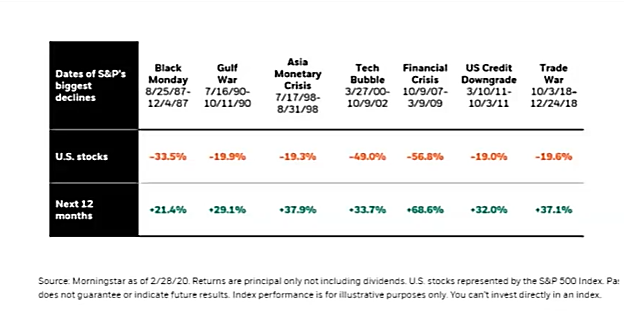 Dates of S&P's biggest declines
Black Monday 8/25/87- 12/4/87
Gulf War 7/16/90- 10/11/90
Asia Monetary Crisis 7/17/98- 8/31/98
Tech Bubble 3/27/00- 10/9/02
Financial Crisis 10/9/07- 3/9/09
US Credit Downgrade 3/10/11- 10/3/11
Trade War 10/3/18- 12/24/18
U.S. stocks -33.5% -19.9% -19.3% -49.0% -56.8% -19.0% -19.6%
Next 12 months +21.4% +29.1% +37.9% +33.7% +68.6% +32.0% +37.1%
Source: Morningstar as of 2/28/20. Returns are principal only not including dividends. U.S. stocks represented by the S&P 500 Index.
does not guarantee or indicate future results. Index performance is for illustrative purposes only. You can't invest directly in an index.